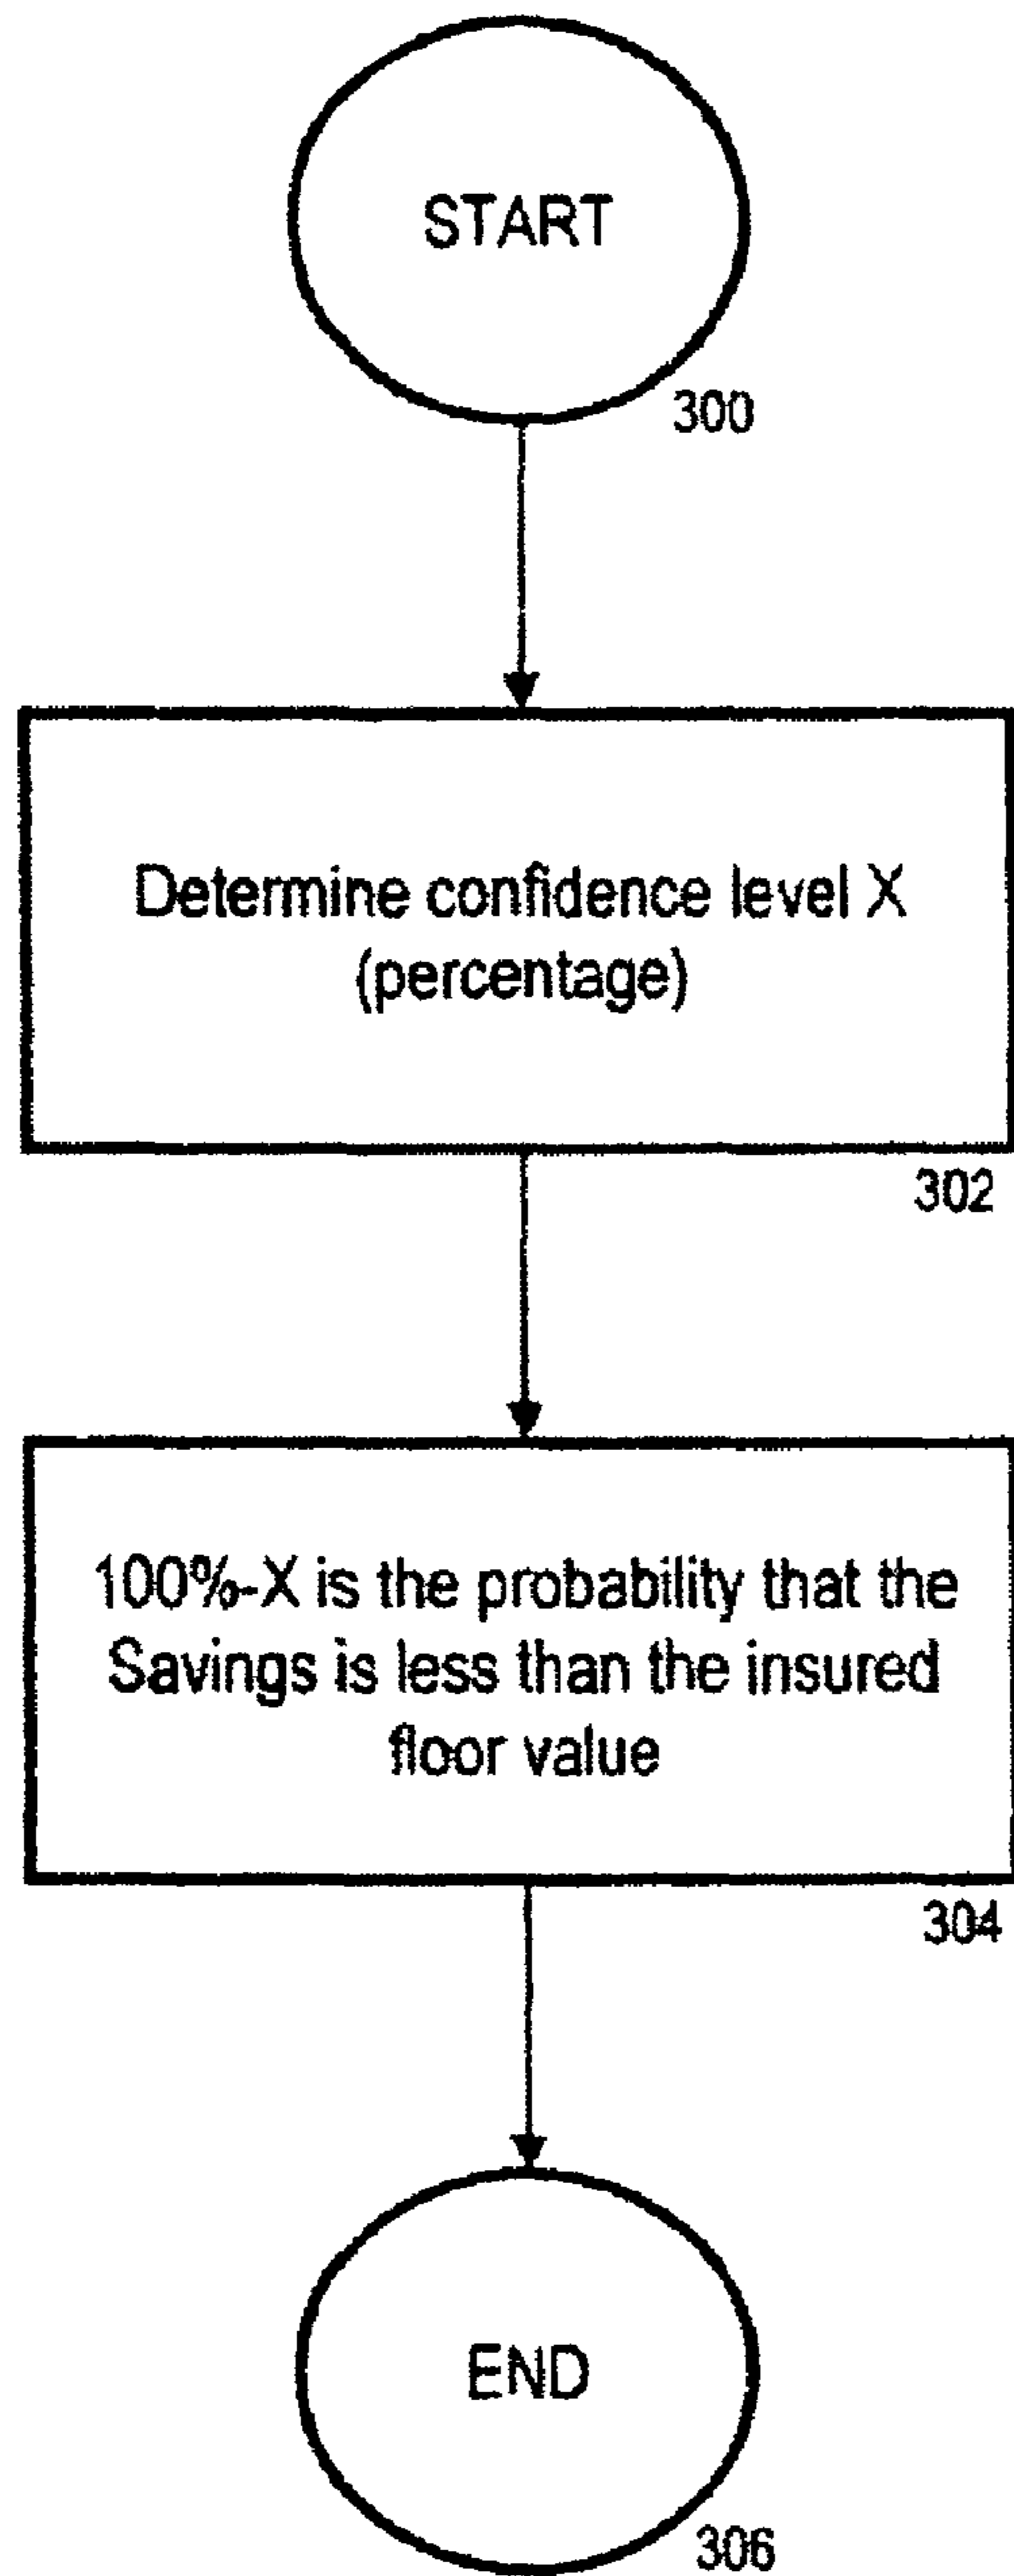 START
300
Determine confidence level X
(percentage)
302
100%-X is the probability that the
Savings is less than the insured
floor value
304
END
306